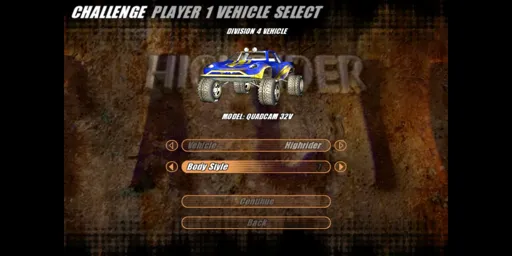 CHALLENGE PLAYER 1 VEHICLE SELECT
DIVISION 4 VEHICLE
HIGHRIDER
MODEL: QUADCAM 32V
Vehicle Highrider
Body Style
Continue
Back